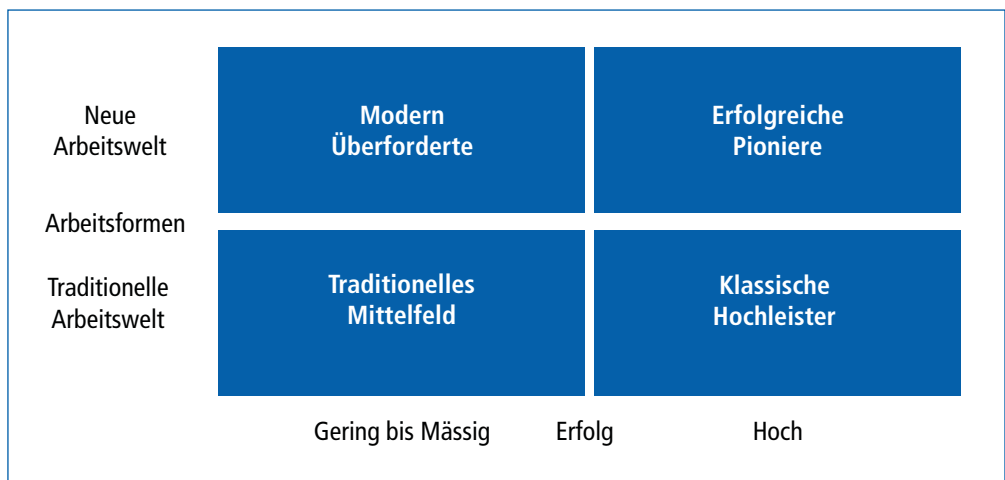 Neue
Arbeitswelt
Modern
Überforderte
Erfolgreiche
Pioniere
Arbeitsformen
Traditionelle
Arbeitswelt
Traditionelles
Mittelfeld
Klassische
Hochleister
Gering bis Mässig
Erfolg
Hoch